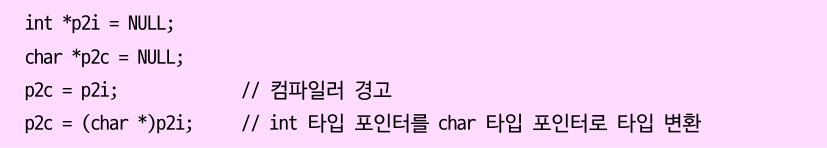 int *p2i = NULL;
char *p2c = NULL;
p2c = p2i; // 컴파일러 경고
p2c = (char *)p2i; // int 타입 포인터를 char 타입 포인터로 타입 변환